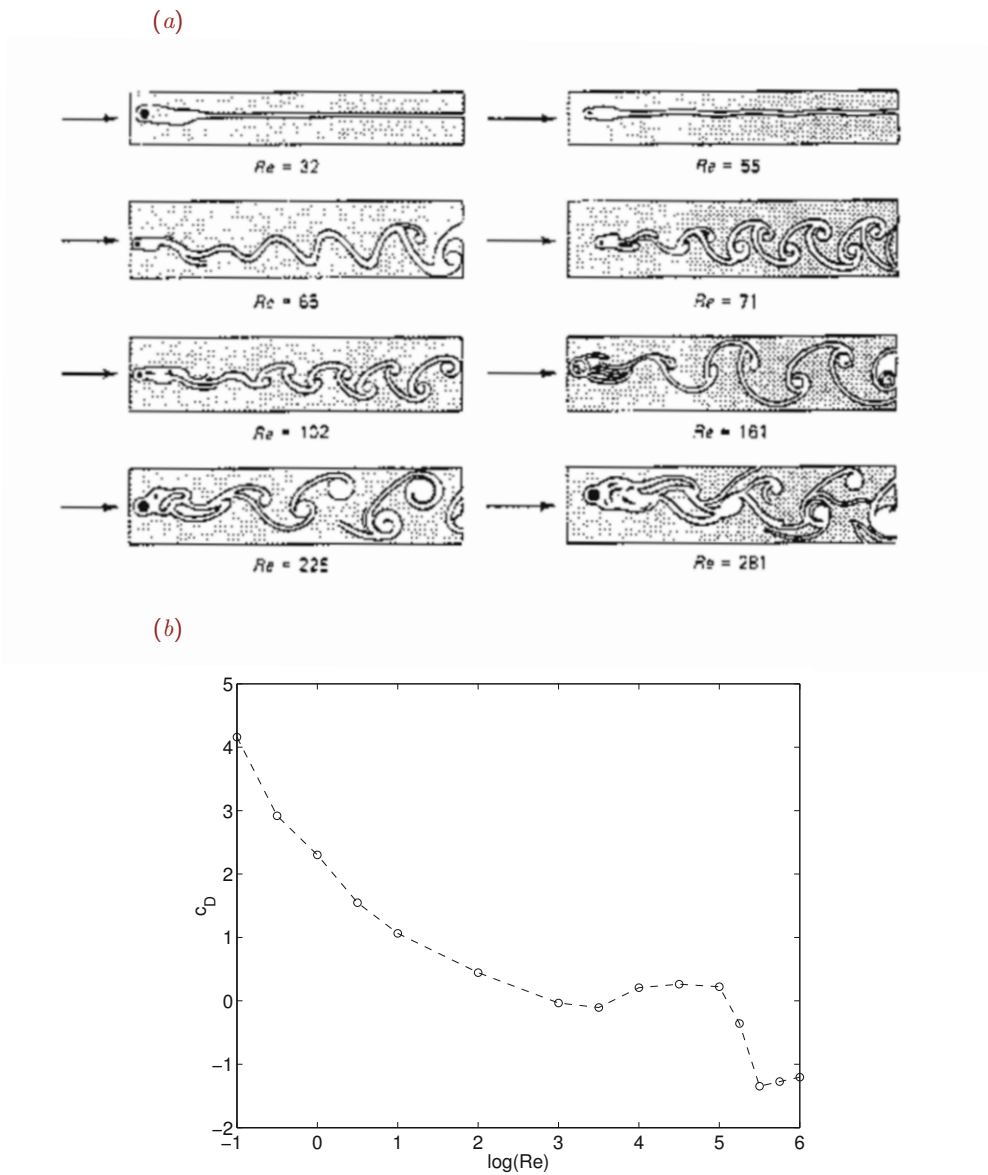 (a)
Re = 32
Re = 55
Re = 65
Re = 71
Re = 102
Re = 161
Re = 225
Re = 281
(b)
5
4
3
2
1
0
−1
−2
c_D
−1 0 1 2 3 4 5 6
log(Re)